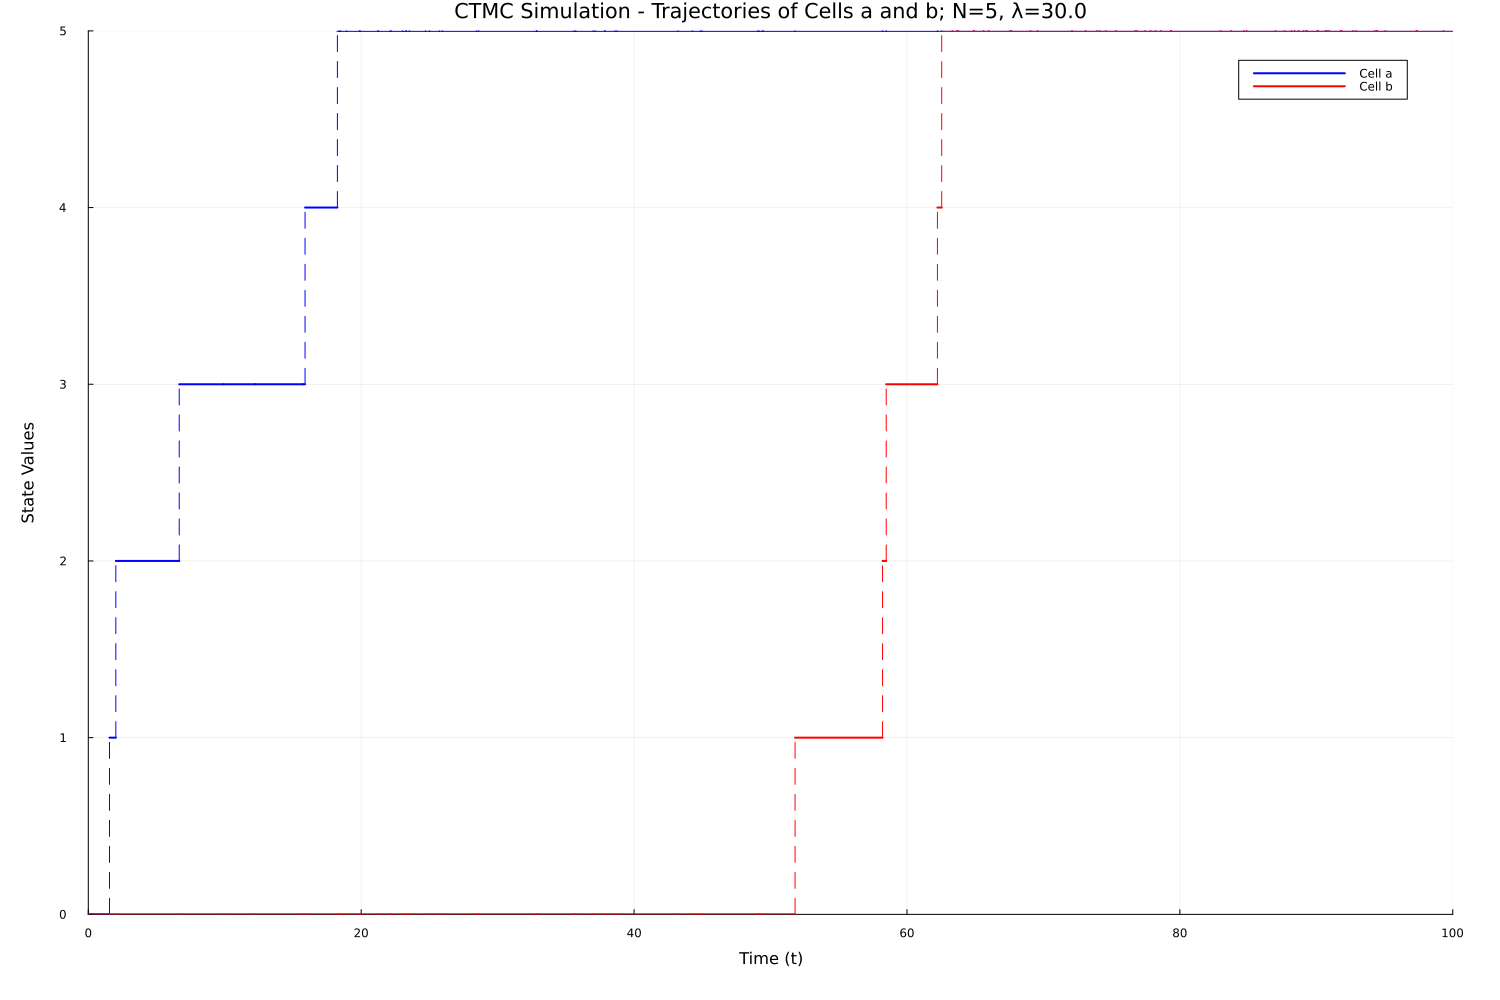 CTMC Simulation - Trajectories of Cells a and b; N=5, λ=30.0
5
Cell a
Cell b
4
3
State Values
2
1
0
0 20 40 60 80 100
Time (t)